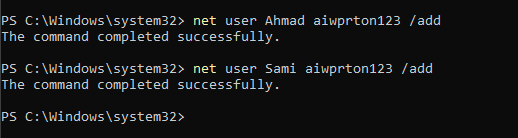 PS C:\Windows\system32> net user Ahmad aiwprton123 /add
The command completed successfully.
PS C:\Windows\system32> net user Sami aiwprton123 /add
The command completed successfully.
PS C:\Windows\system32>